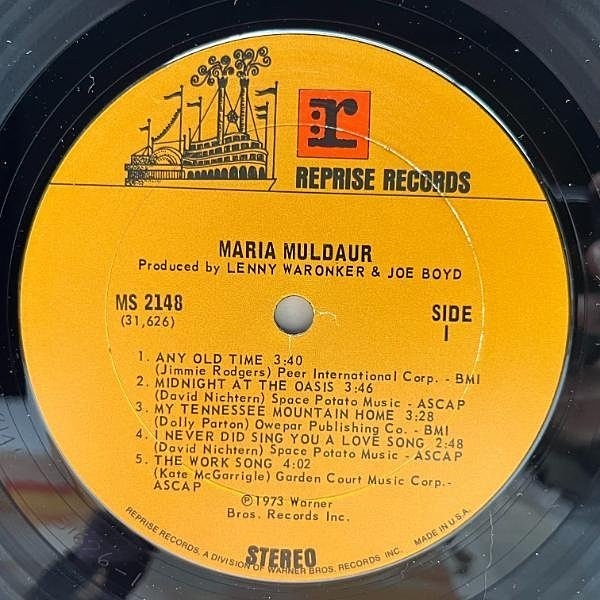 r
REPRISE RECORDS
MARIA MULDAUR
Produced by LENNY WARONKER & JOE BOYD
MS 2148
(31,626)
SIDE
1
1. ANY OLD TIME 3:40
(Jimmie Rodgers) Peer International Corp. - BMI
2. MIDNIGHT AT THE OASIS 3:46
(David Nichtern) Space Potato Music - ASCAP
3. MY TENNESSEE MOUNTAIN HOME 3:28
(Dolly Parton) Owepar Publishing Co. - BMI
4. I NEVER DID SING YOU A LOVE SONG 2:48
(David Nichtern) Space Potato Music - ASCAP
5. THE WORK SONG 4:02
(Kate McGarrigle) Garden Court Music Corp.-
ASCAP
Ⓟ1973 Warner
Bros. Records Inc.
STEREO
REPRISE RECORDS, A DIVISION OF WARNER BROS. RECORDS INC. MADE IN U.S.A.